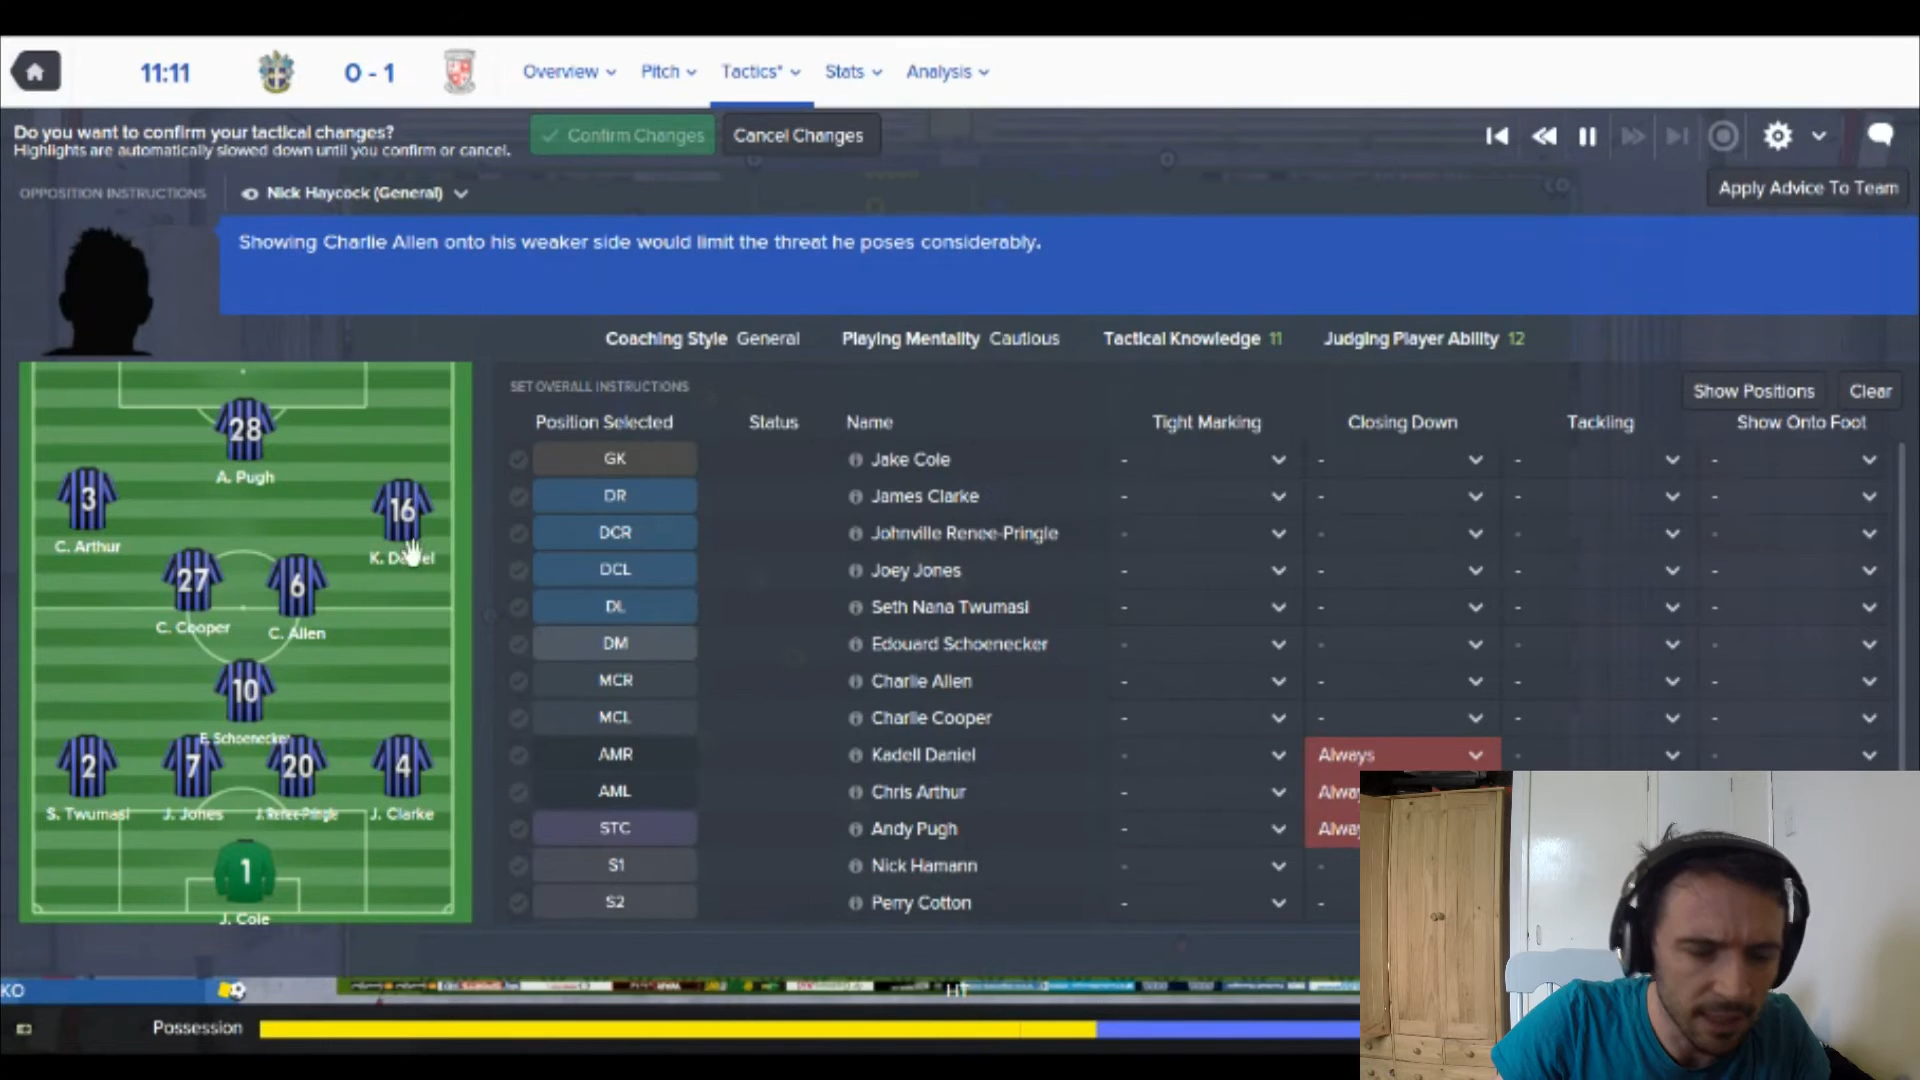 11:11 0 - 1 Overview Pitch Tactics* Stats Analysis
Do you want to confirm your tactical changes?
Highlights are automatically slowed down until you confirm or cancel.
Confirm Changes Cancel Changes
OPPOSITION INSTRUCTIONS Nick Haycock (General) Apply Advice To Team
Showing Charlie Allen onto his weaker side would limit the threat he poses considerably.
Coaching Style General Playing Mentality Cautious Tactical Knowledge 11 Judging Player Ability 12
SET OVERALL INSTRUCTIONS Show Positions Clear
Position Selected Status Name Tight Marking Closing Down Tackling Show Onto Foot
GK Jake Cole - - - -
DR James Clarke - - - -
DCR Johnville Renee-Pringle - - - -
DCL Joey Jones - - - -
DL Seth Nana Twumasi - - - -
DM Edouard Schoenecker - - - -
MCR Charlie Allen - - - -
MCL Charlie Cooper - - - -
AMR Kadell Daniel - Always - -
AML Chris Arthur -
STC Andy Pugh -
S1 Nick Hamann - -
S2 Perry Cotton - -
28
A. Pugh
3
C. Arthur
16
27
C. Cooper
6
C. Allen
10
E. Schoenecker
2
S. Twumasi
7
J. Jones
20
J. Renee-Pringle
4
J. Clarke
1
J. Cole
KO HT
Possession